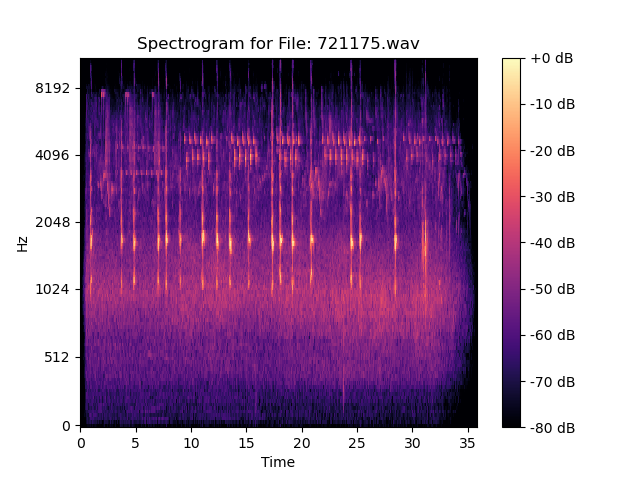 Spectrogram for File: 721175.wav
8192
4096
2048
1024
512
0
Hz
0 5 10 15 20 25 30 35
Time
+0 dB
-10 dB
-20 dB
-30 dB
-40 dB
-50 dB
-60 dB
-70 dB
-80 dB